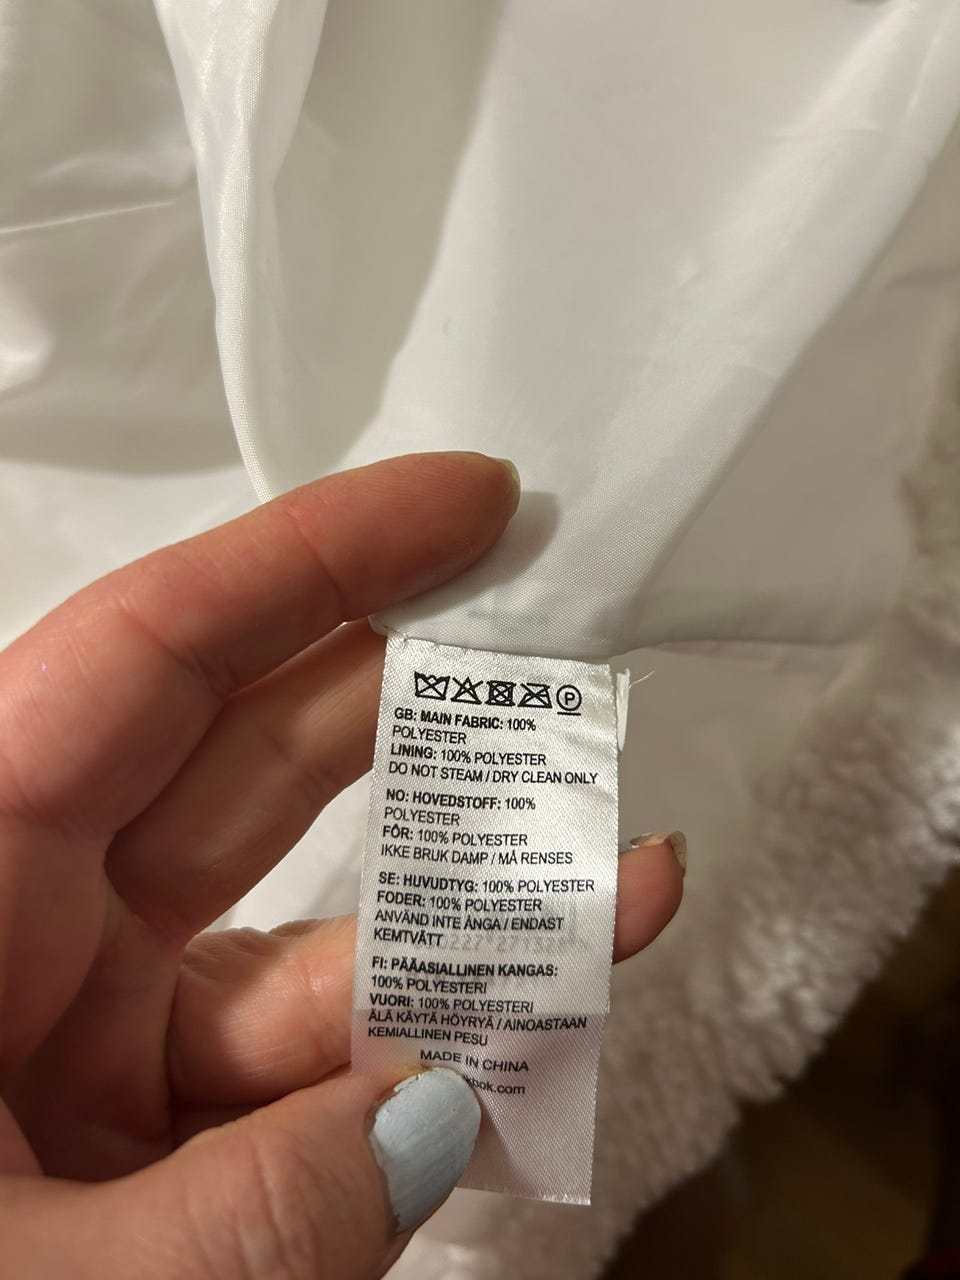 P
GB: MAIN FABRIC: 100%
POLYESTER
LINING: 100% POLYESTER
DO NOT STEAM / DRY CLEAN ONLY
NO: HOVEDSTOFF: 100%
POLYESTER
FÔR: 100% POLYESTER
IKKE BRUK DAMP / MÅ RENSES
SE: HUVUDTYG: 100% POLYESTER
FODER: 100% POLYESTER
ANVÄND INTE ÅNGA / ENDAST
KEMTVÄTT
FI: PÄÄASIALLINEN KANGAS:
100% POLYESTERI
VUORI: 100% POLYESTERI
ÄLÄ KÄYTÄ HÖYRYÄ / AINOASTAAN
KEMIALLINEN PESU
MADE IN CHINA